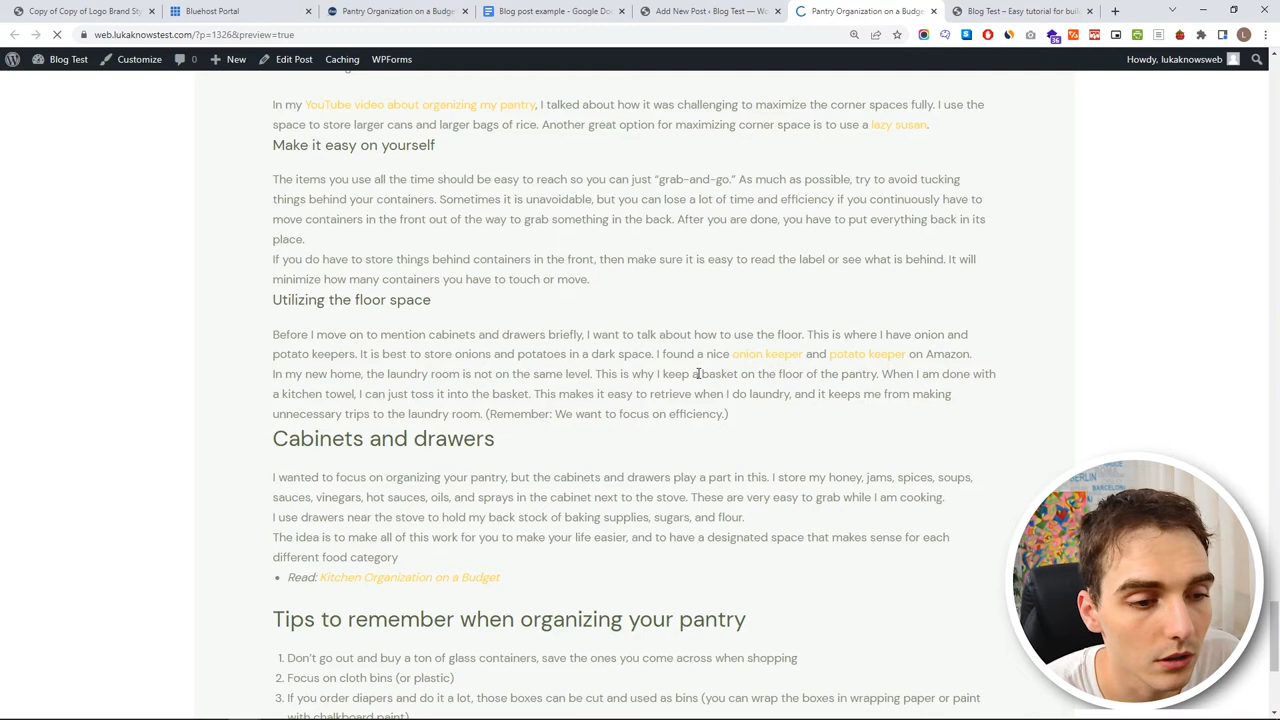 Copy of Copy of Logo Brand Sty
Bluehost Portal
Pantry Organization on a Budge
Blog post example - Google Doc
Add New Post ‹ Blog Test — Wo
Pantry Organization on a Budge
Blog Test – Easy tutorial for buil
web.lukaknowstest.com/?p=1326&preview=true
36
Blog Test
Customize
0
New
Edit Post
Caching
WPForms
Howdy, lukaknowsweb
In my YouTube video about organizing my pantry, I talked about how it was challenging to maximize the corner spaces fully. I use the
space to store larger cans and larger bags of rice. Another great option for maximizing corner space is to use a lazy susan.
Make it easy on yourself
The items you use all the time should be easy to reach so you can just “grab-and-go.” As much as possible, try to avoid tucking
things behind your containers. Sometimes it is unavoidable, but you can lose a lot of time and efficiency if you continuously have to
move containers in the front out of the way to grab something in the back. After you are done, you have to put everything back in its
place.
If you do have to store things behind containers in the front, then make sure it is easy to read the label or see what is behind. It will
minimize how many containers you have to touch or move.
Utilizing the floor space
Before I move on to mention cabinets and drawers briefly, I want to talk about how to use the floor. This is where I have onion and
potato keepers. It is best to store onions and potatoes in a dark space. I found a nice onion keeper and potato keeper on Amazon.
In my new home, the laundry room is not on the same level. This is why I keep a basket on the floor of the pantry. When I am done with
a kitchen towel, I can just toss it into the basket. This makes it easy to retrieve when I do laundry, and it keeps me from making
unnecessary trips to the laundry room. (Remember: We want to focus on efficiency.)
Cabinets and drawers
I wanted to focus on organizing your pantry, but the cabinets and drawers play a part in this. I store my honey, jams, spices, soups,
sauces, vinegars, hot sauces, oils, and sprays in the cabinet next to the stove. These are very easy to grab while I am cooking.
I use drawers near the stove to hold my back stock of baking supplies, sugars, and flour.
The idea is to make all of this work for you to make your life easier, and to have a designated space that makes sense for each
different food category
• Read: Kitchen Organization on a Budget
Tips to remember when organizing your pantry
1. Don’t go out and buy a ton of glass containers, save the ones you come across when shopping
2. Focus on cloth bins (or plastic)
3. If you order diapers and do it a lot, those boxes can be cut and used as bins (you can wrap the boxes in wrapping paper or paint
with chalkboard paint)
BERLIN
BARCELON